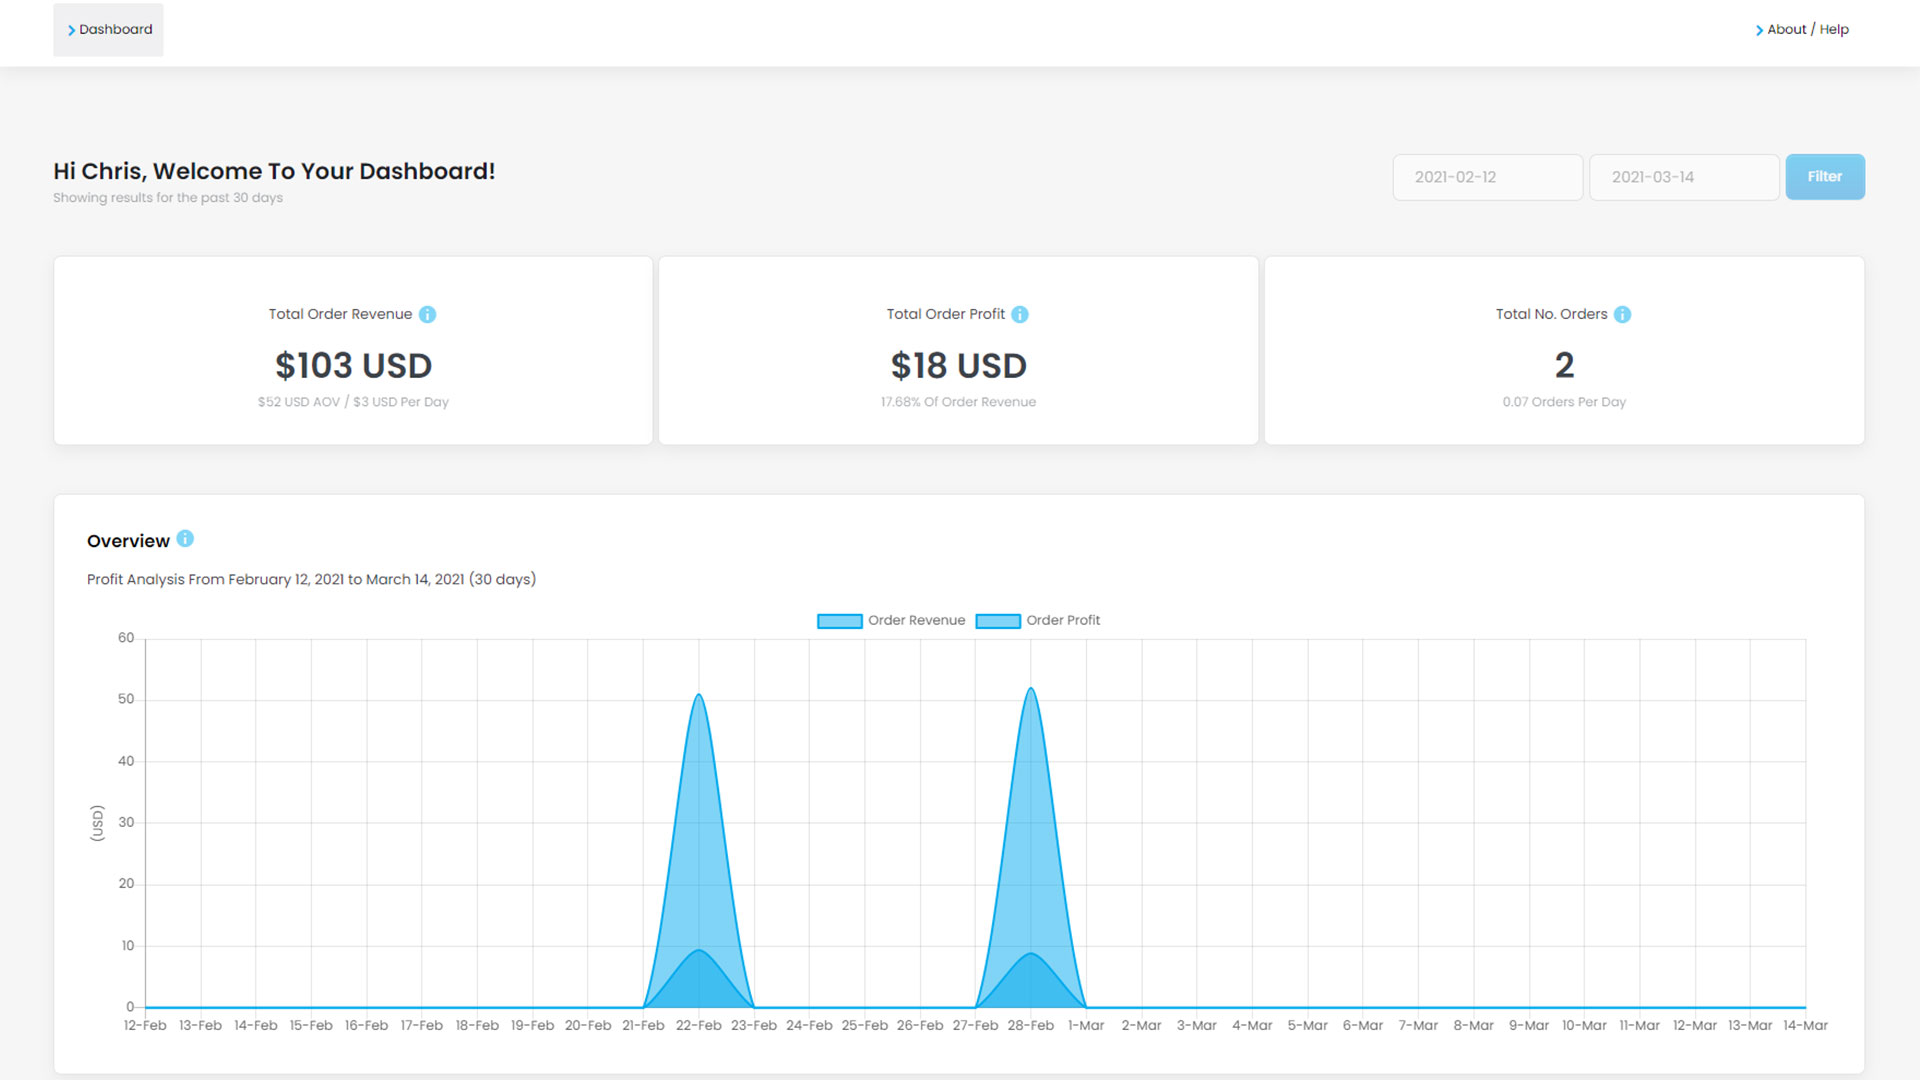 Dashboard
About / Help
Hi Chris, Welcome To Your Dashboard!
Showing results for the past 30 days
2021-02-12
2021-03-14
Filter
Total Order Revenue
$103 USD
$52 USD AOV / $3 USD Per Day
Total Order Profit
$18 USD
17.68% Of Order Revenue
Total No. Orders
2
0.07 Orders Per Day
Overview
Profit Analysis From February 12, 2021 to March 14, 2021 (30 days)
Order Revenue Order Profit
60
50
40
30
20
10
0
(USD)
12-Feb 13-Feb 14-Feb 15-Feb 16-Feb 17-Feb 18-Feb 19-Feb 20-Feb 21-Feb 22-Feb 23-Feb 24-Feb 25-Feb 26-Feb 27-Feb 28-Feb 1-Mar 2-Mar 3-Mar 4-Mar 5-Mar 6-Mar 7-Mar 8-Mar 9-Mar 10-Mar 11-Mar 12-Mar 13-Mar 14-Mar